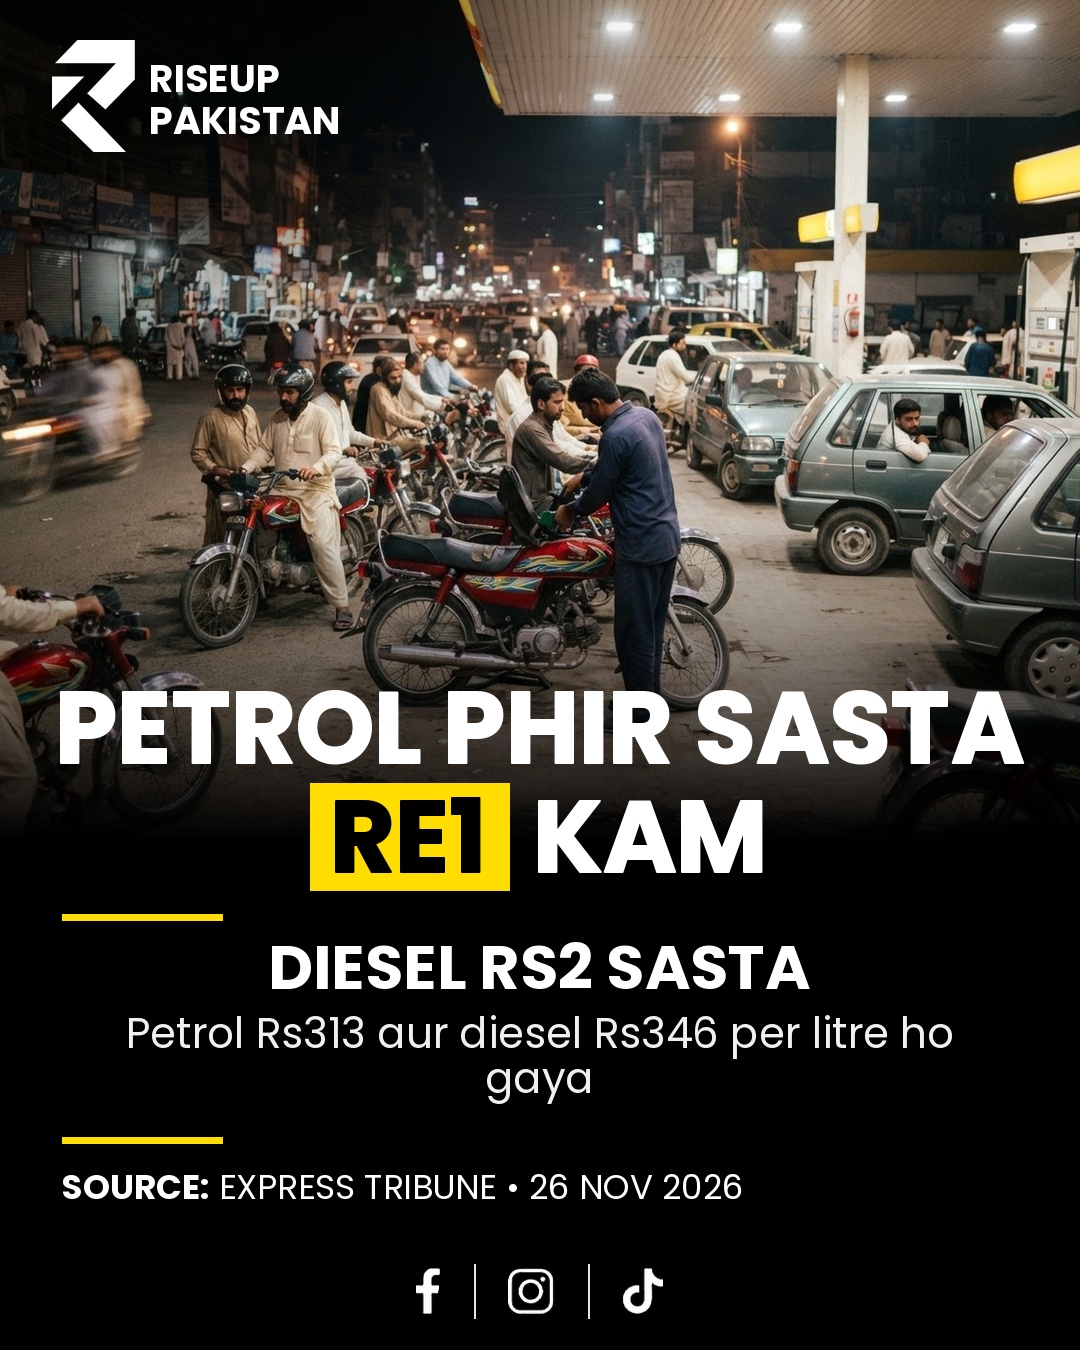 RISEUP
PAKISTAN
PETROL PHIR SASTA
RE1 KAM
DIESEL RS2 SASTA
Petrol Rs313 aur diesel Rs346 per litre ho
gaya
SOURCE: EXPRESS TRIBUNE • 26 NOV 2026